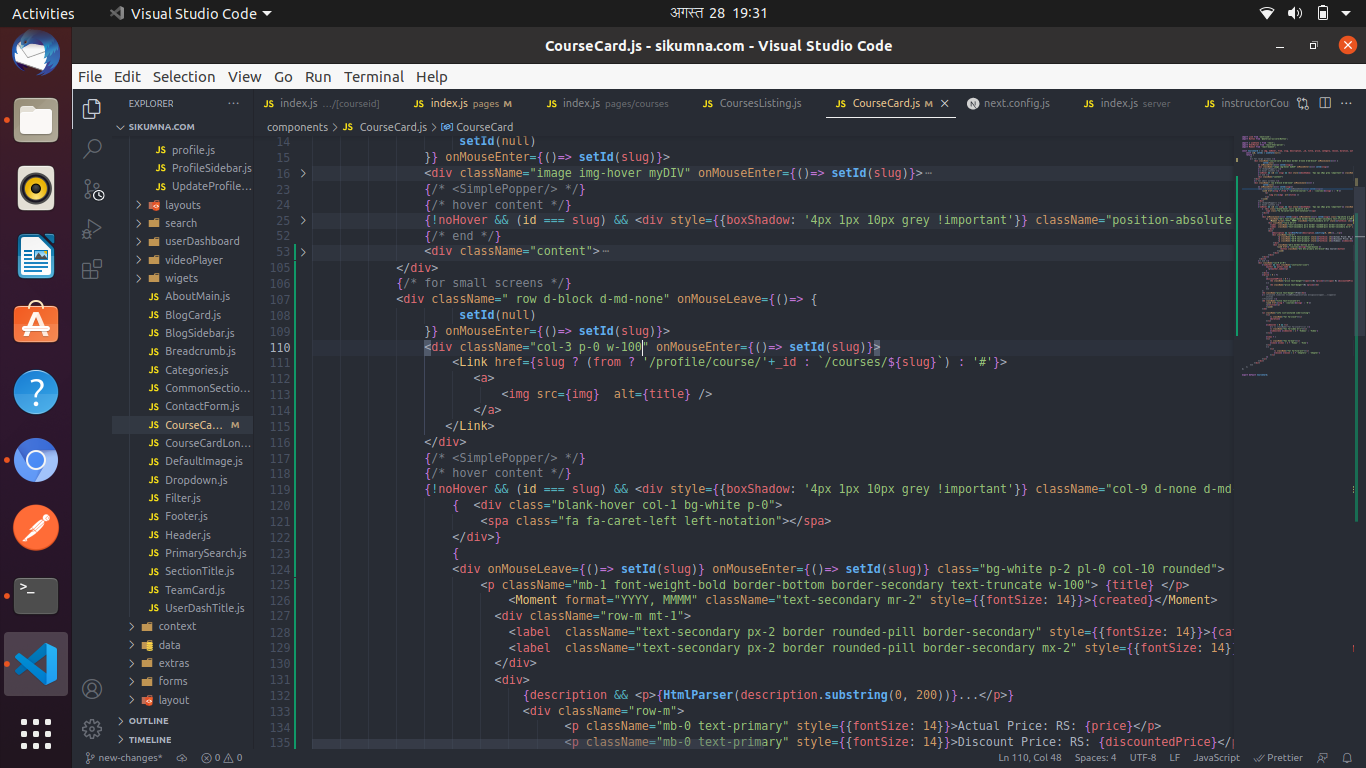 Activities Visual Studio Code अगस्त 28 19:31
CourseCard.js - sikumna.com - Visual Studio Code
File Edit Selection View Go Run Terminal Help
EXPLORER ···
SIKUMNA.COM
JS profile.js
JS ProfileSidebar.js
JS UpdateProfile...
layouts
search
userDashboard
videoPlayer
wigets
JS AboutMain.js
JS BlogCard.js
JS BlogSidebar.js
JS Breadcrumb.js
JS Categories.js
JS CommonSectio...
JS ContactForm.js
JS CourseCa... M
JS CourseCardLon...
JS DefaultImage.js
JS Dropdown.js
JS Filter.js
JS Footer.js
JS Header.js
JS PrimarySearch.js
JS SectionTitle.js
JS TeamCard.js
JS UserDashTitle.js
context
data
extras
forms
layout
OUTLINE
TIMELINE
JS index.js .../[courseid] JS index.js pages M JS index.js pages/courses JS CoursesListing.js JS CourseCard.js M × N next.config.js JS index.js server JS instructorCou ···
components > JS CourseCard.js > CourseCard
14 setId(null)
15 }} onMouseEnter={()=> setId(slug)}>
16 <div className="image img-hover myDIV" onMouseEnter={()=> setId(slug)}>···
23 {/* <SimplePopper/> */}
24 {/* hover content */}
25 {!noHover && (id === slug) && <div style={{boxShadow: '4px 1px 10px grey !important'}} className="position-absolute
52 {/* end */}
53 <div className="content">···
105 </div>
106 {/* for small screens */}
107 <div className=" row d-block d-md-none" onMouseLeave={()=> {
108 setId(null)
109 }} onMouseEnter={()=> setId(slug)}>
110 <div className="col-3 p-0 w-100" onMouseEnter={()=> setId(slug)}>
111 <Link href={slug ? (from ? '/profile/course/'+_id : `/courses/${slug}`) : '#'}>
112 <a>
113 <img src={img}  alt={title} />
114 </a>
115 </Link>
116 </div>
117 {/* <SimplePopper/> */}
118 {/* hover content */}
119 {!noHover && (id === slug) && <div style={{boxShadow: '4px 1px 10px grey !important'}} className="col-9 d-none d-md
120 {  <div class="blank-hover col-1 bg-white p-0">
121 <spa class="fa fa-caret-left left-notation"></spa>
122 </div>}
123 {
124 <div onMouseLeave={()=> setId(slug)} onMouseEnter={()=> setId(slug)} class="bg-white p-2 pl-0 col-10 rounded">
125 <p className="mb-1 font-weight-bold border-bottom border-secondary text-truncate w-100"> {title} </p>
126 <Moment format="YYYY, MMMM" className="text-secondary mr-2" style={{fontSize: 14}}>{created}</Moment>
127 <div className="row-m mt-1">
128 <label  className="text-secondary px-2 border rounded-pill border-secondary" style={{fontSize: 14}}>{cat
129 <label  className="text-secondary px-2 border rounded-pill border-secondary mx-2" style={{fontSize: 14}
130 </div>
131 <div>
132 {description && <p>{HtmlParser(description.substring(0, 200))}...</p>}
133 <div className="row-m">
134 <p className="mb-0 text-primary" style={{fontSize: 14}}>Actual Price: RS: {price}</p>
135 <p className="mb-0 text-primary" style={{fontSize: 14}}>Discount Price: RS: {discountedPrice}</p
new-changes* 0 0 Ln 110, Col 48 Spaces: 4 UTF-8 LF JavaScript Prettier